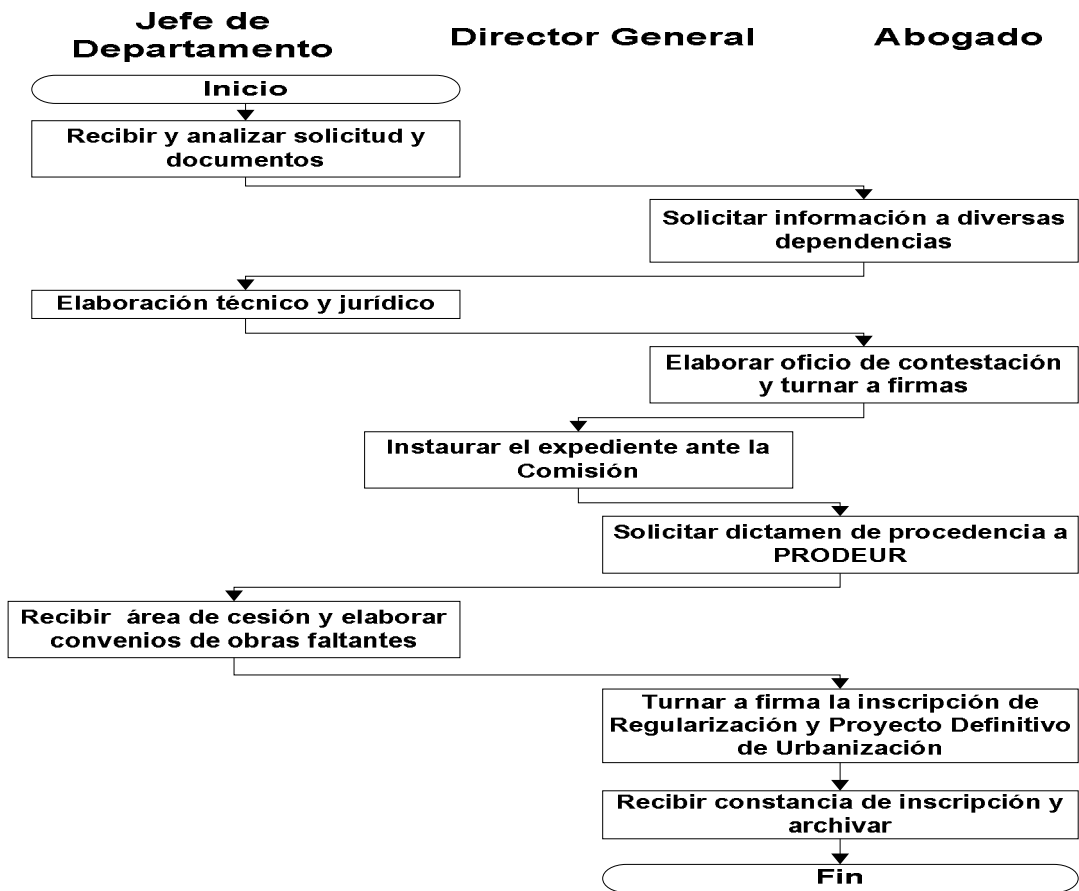 Jefe de
Departamento
Director General
Abogado
Inicio
Recibir y analizar solicitud y
documentos
Solicitar información a diversas
dependencias
Elaboración técnico y jurídico
Elaborar oficio de contestación
y turnar a firmas
Instaurar el expediente ante la
Comisión
Solicitar dictamen de procedencia a
PRODEUR
Recibir área de cesión y elaborar
convenios de obras faltantes
Turnar a firma la inscripción de
Regularización y Proyecto Definitivo
de Urbanización
Recibir constancia de inscripción y
archivar
Fin